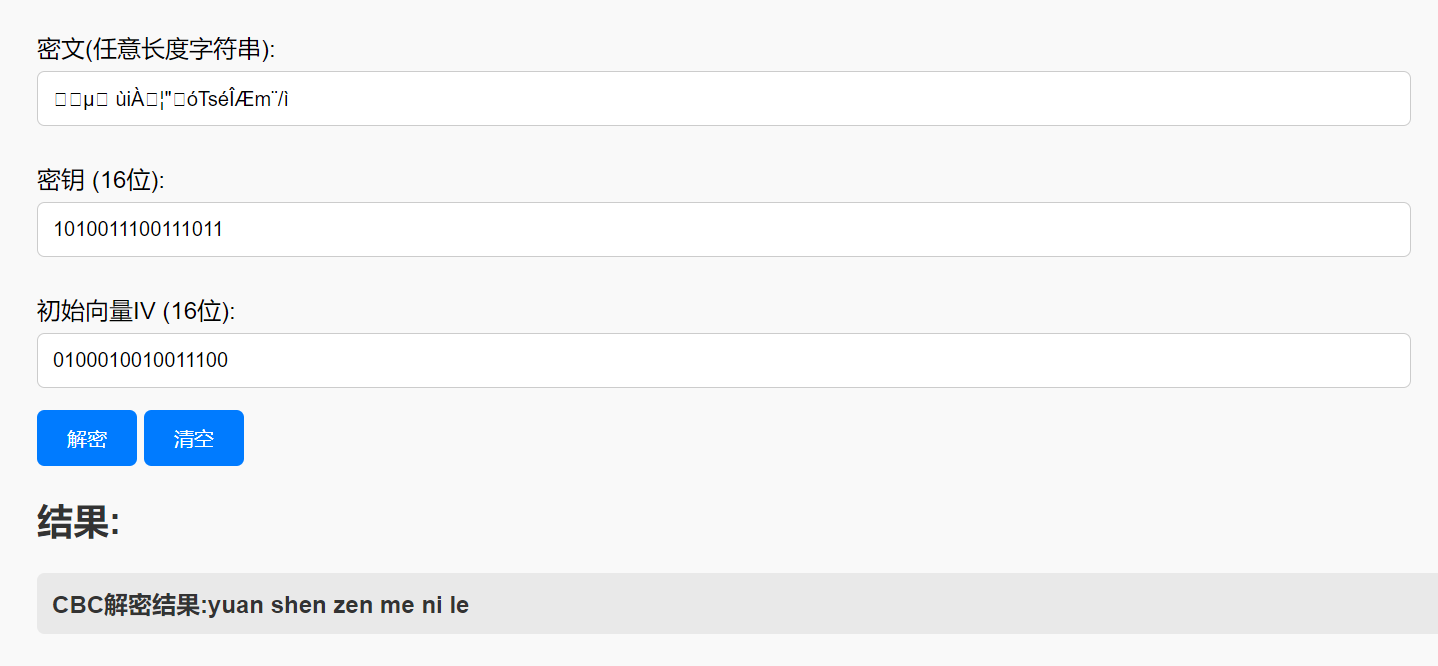 密文(任意长度字符串):
µ ùiÀ¦"óTséÎÆm¨/ì
密钥 (16位):
1010011100111011
初始向量IV (16位):
0100010010011100
解密 清空
结果:
CBC解密结果:yuan shen zen me ni le